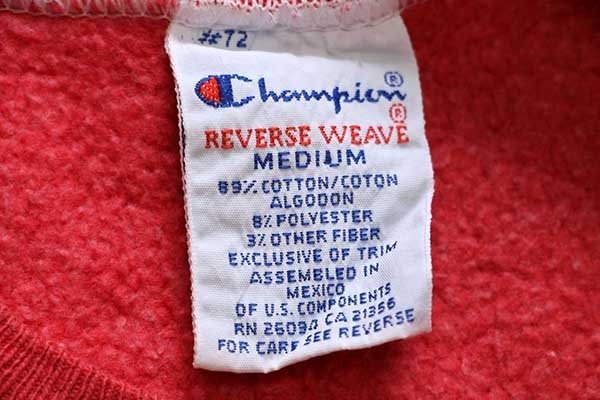 #72
Champion®
REVERSE WEAVE®
MEDIUM
89% COTTON/COTON
ALGODON
8% POLYESTER
3% OTHER FIBER
EXCLUSIVE OF TRIM
ASSEMBLED IN
MEXICO
OF U.S. COMPONENTS
RN 26094 CA 21356
FOR CARE SEE REVERSE